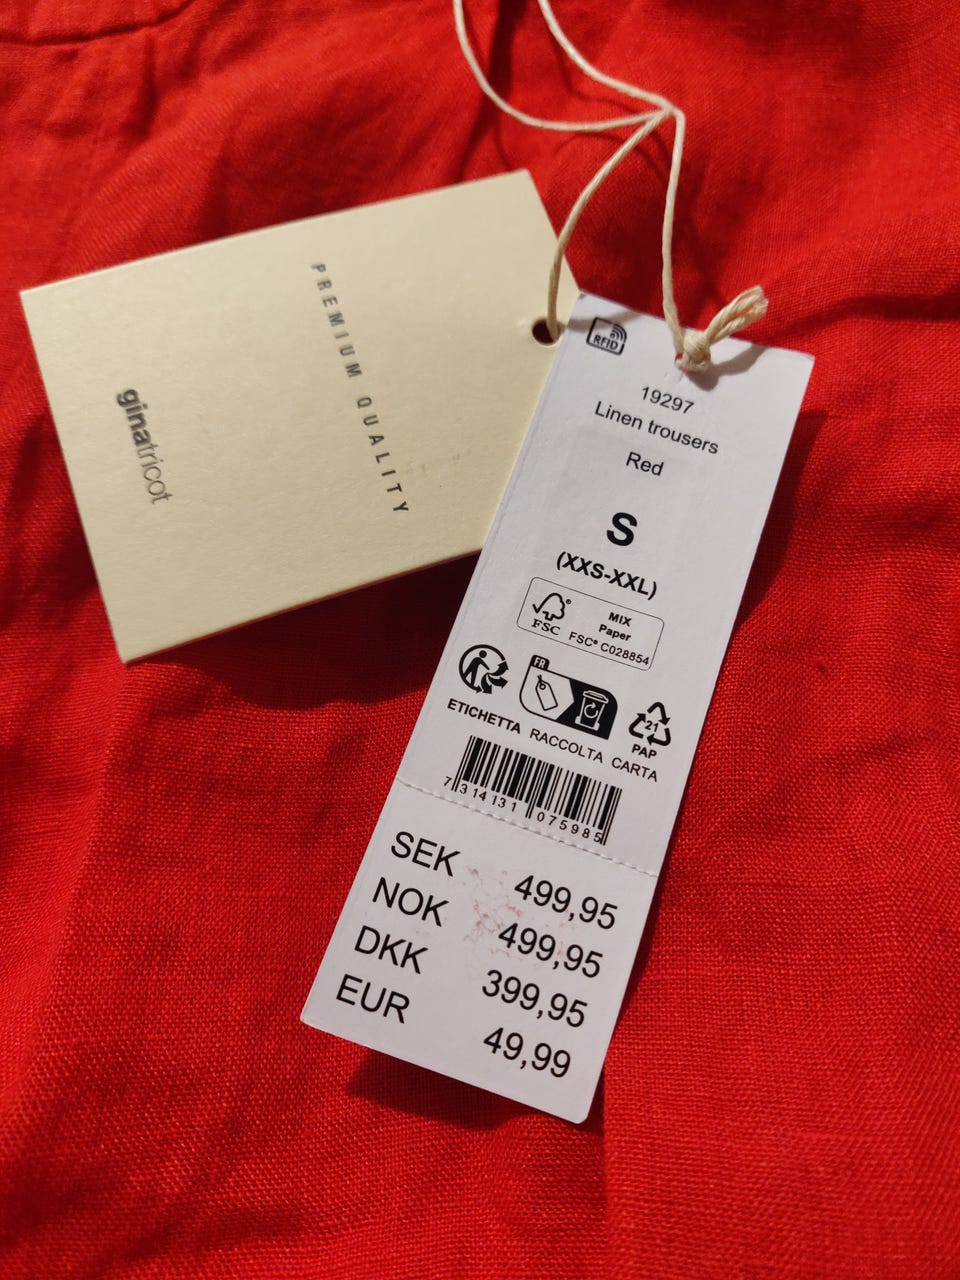 PREMIUM QUALITY
ginatricot
RFID
19297
Linen trousers
Red
S
(XXS-XXL)
FSC®
MIX
Paper
FSC® C028854
FR
21
PAP
ETICHETTA RACCOLTA CARTA
7 314131 075985
SEK 499,95
NOK 499,95
DKK 399,95
EUR 49,99